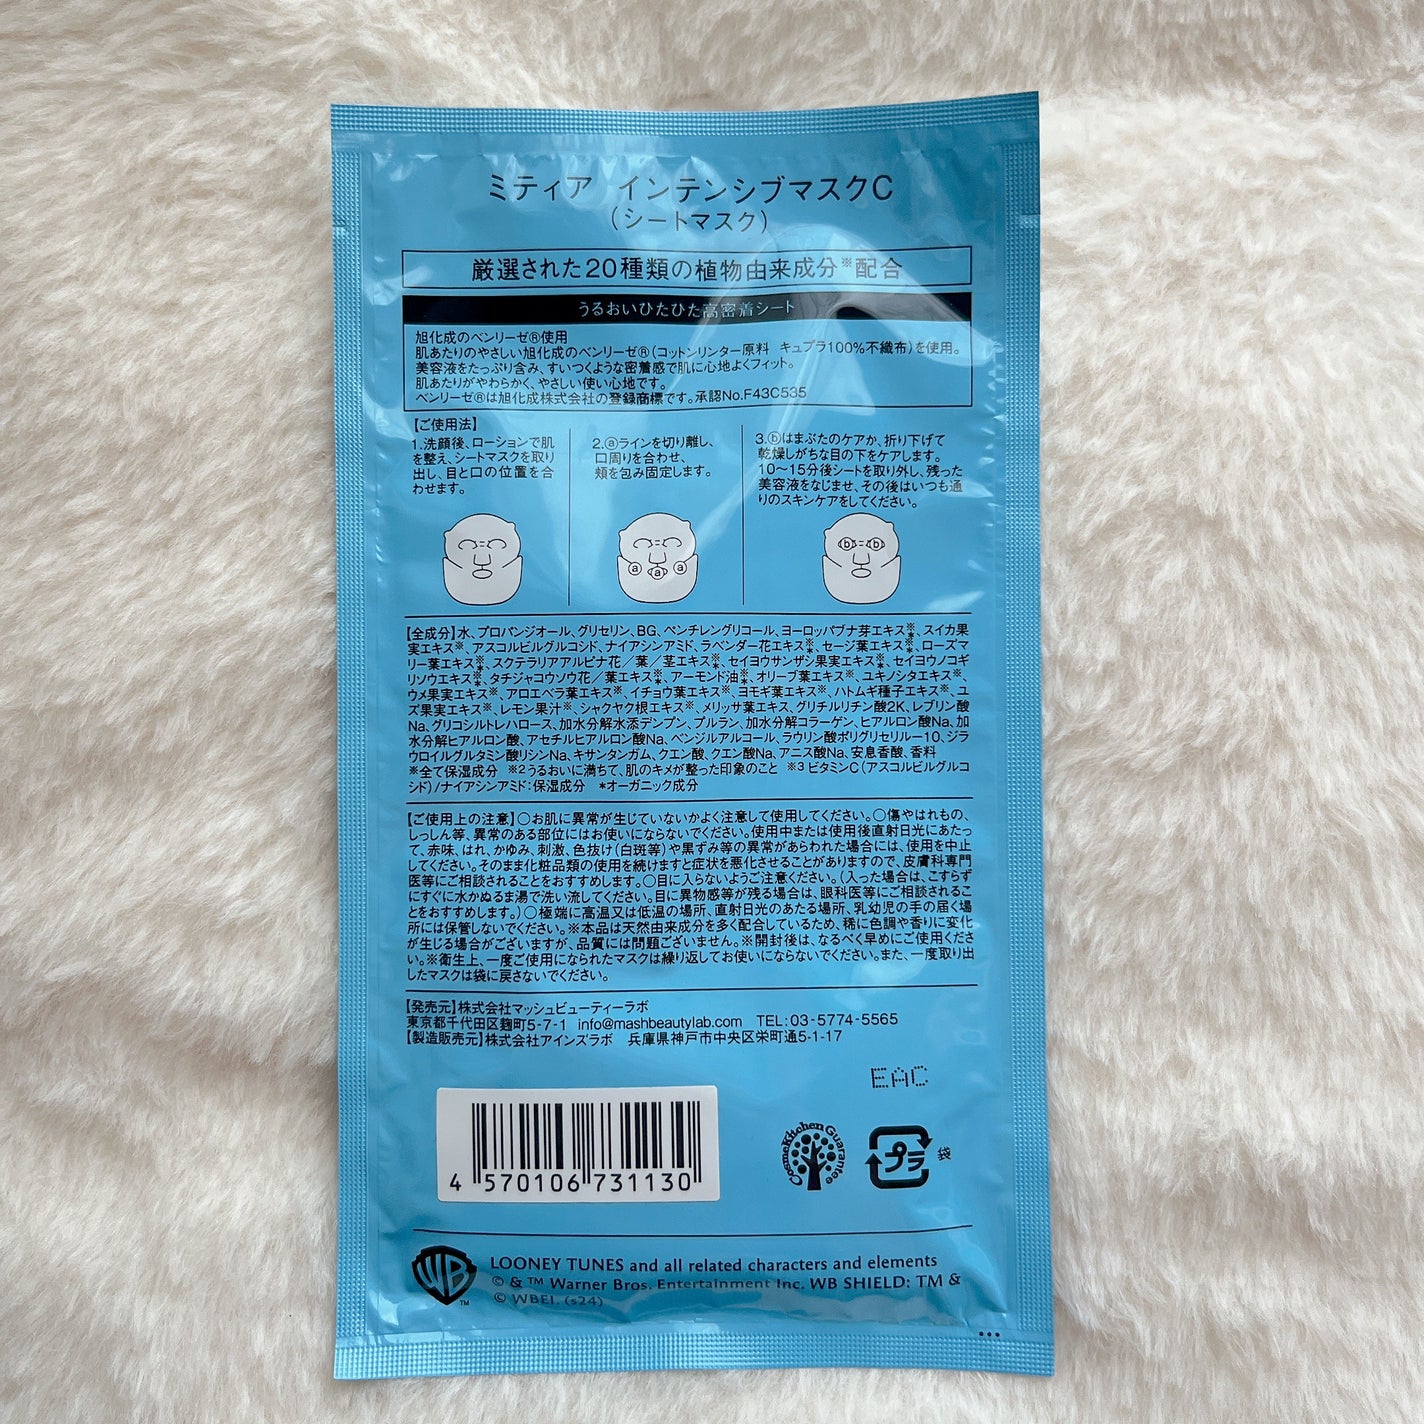 ミティア インテンシブマスクC
(シートマスク)
厳選された20種類の植物由来成分※配合
うるおいひたひた高密着シート
旭化成のベンリーゼ®使用
肌あたりのやさしい旭化成のベンリーゼ®(コットンリンター原料 キュプラ100%不織布)を使用。
美容液をたっぷり含み、すいつくような密着感で肌に心地よくフィット。
肌あたりがやわらかく、やさしい使い心地です。
ベンリーゼ®は旭化成株式会社の登録商標です。承認No.F43C535
【ご使用法】
1.洗顔後、ローションで肌
を整え、シートマスクを取り
出し、目と口の位置を合
わせます。
2.ⓐラインを切り離し、
口周りを合わせ、
頬を包み固定します。
3.ⓑはまぶたのケアか、折り下げて
乾燥しがちな目の下をケアします。
10〜15分後シートを取り外し、残った
美容液をなじませ、その後はいつも通
りのスキンケアをしてください。
a a a
b b
【全成分】水、プロパンジオール、グリセリン、BG、ペンチレングリコール、ヨーロッパブナ芽エキス※*、スイカ果
実エキス※、アスコルビルグルコシド、ナイアシンアミド、ラベンダー花エキス※*、セージ葉エキス※*、ローズマ
リー葉エキス※*、スクテラリアアルピナ花/葉/茎エキス※*、セイヨウサンザシ果実エキス※*、セイヨウノコギ
リソウエキス※*、タチジャコウソウ花/葉エキス※*、アーモンド油※*、オリーブ葉エキス※、ユキノシタエキス※、
ウメ果実エキス※、アロエベラ葉エキス※、イチョウ葉エキス※、ヨモギ葉エキス※、ハトムギ種子エキス※、ユ
ズ果実エキス※、レモン果汁※、シャクヤク根エキス※、メリッサ葉エキス、グリチルリチン酸2K、レブリン酸
Na、グリコシルトレハロース、加水分解水添デンプン、プルラン、加水分解コラーゲン、ヒアルロン酸Na、加
水分解ヒアルロン酸、アセチルヒアルロン酸Na、ベンジルアルコール、ラウリン酸ポリグリセリル-10、ジラ
ウロイルグルタミン酸リシンNa、キサンタンガム、クエン酸、クエン酸Na、アニス酸Na、安息香酸、香料
※全て保湿成分 ※2うるおいに満ちて、肌のキメが整った印象のこと ※3 ビタミンC(アスコルビルグルコ
シド)/ナイアシンアミド:保湿成分 *オーガニック成分
【ご使用上の注意】○お肌に異常が生じていないかよく注意して使用してください。○傷やはれもの、
しっしん等、異常のある部位にはお使いにならないでください。使用中または使用後直射日光にあたっ
て、赤味、はれ、かゆみ、刺激、色抜け(白斑等)や黒ずみ等の異常があらわれた場合には、使用を中止
してください。そのまま化粧品類の使用を続けますと症状を悪化させることがありますので、皮膚科専門
医等にご相談されることをおすすめします。○目に入らないようご注意ください。(入った場合は、こすらず
にすぐに水かぬるま湯で洗い流してください。目に異物感等が残る場合は、眼科医等にご相談されるこ
とをおすすめします。)○極端に高温又は低温の場所、直射日光のあたる場所、乳幼児の手の届く場
所には保管しないでください。※本品は天然由来成分を多く配合しているため、稀に色調や香りに変化
が生じる場合がございますが、品質には問題ございません。※開封後は、なるべく早めにご使用くださ
い。※衛生上、一度ご使用になられたマスクは繰り返してお使いにならないでください。また、一度取り出
したマスクは袋に戻さないでください。
【発売元】株式会社マッシュビューティーラボ
東京都千代田区麹町5-7-1 info@mashbeautylab.com TEL:03-5774-5565
【製造販売元】株式会社アインズラボ 兵庫県神戸市中央区栄町通5-1-17
EAC
4 570106 731130
CosmeKitchen Guarantee
プラ
袋
WB
TM
LOONEY TUNES and all related characters and elements
© & ™ Warner Bros. Entertainment Inc. WB SHIELD: TM &
© WBEI. (s24)